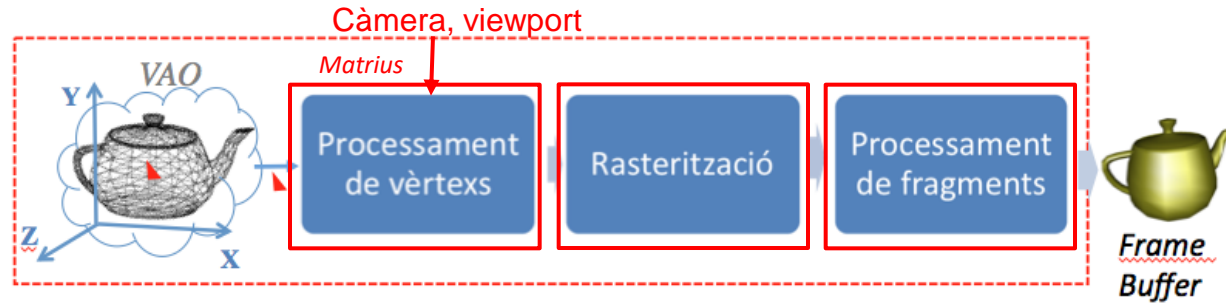 Càmera, viewport
Matrius
VAO
Y
Z
X
Processament
de vèrtexs
Rasterització
Processament
de fragments
Frame
Buffer